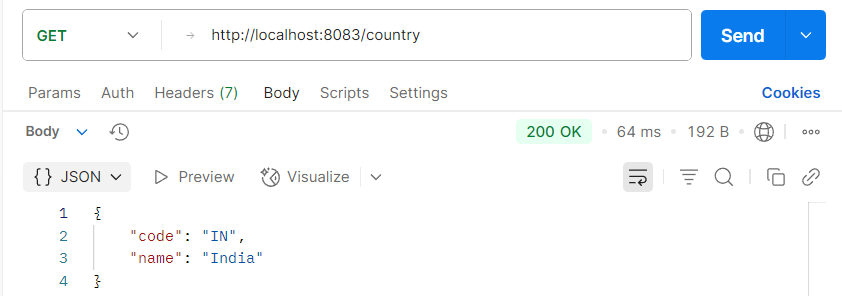 GET http://localhost:8083/country Send
Params Auth Headers (7) Body Scripts Settings Cookies
Body 200 OK • 64 ms • 192 B •
{} JSON Preview Visualize
1 {
2 "code": "IN",
3 "name": "India"
4 }